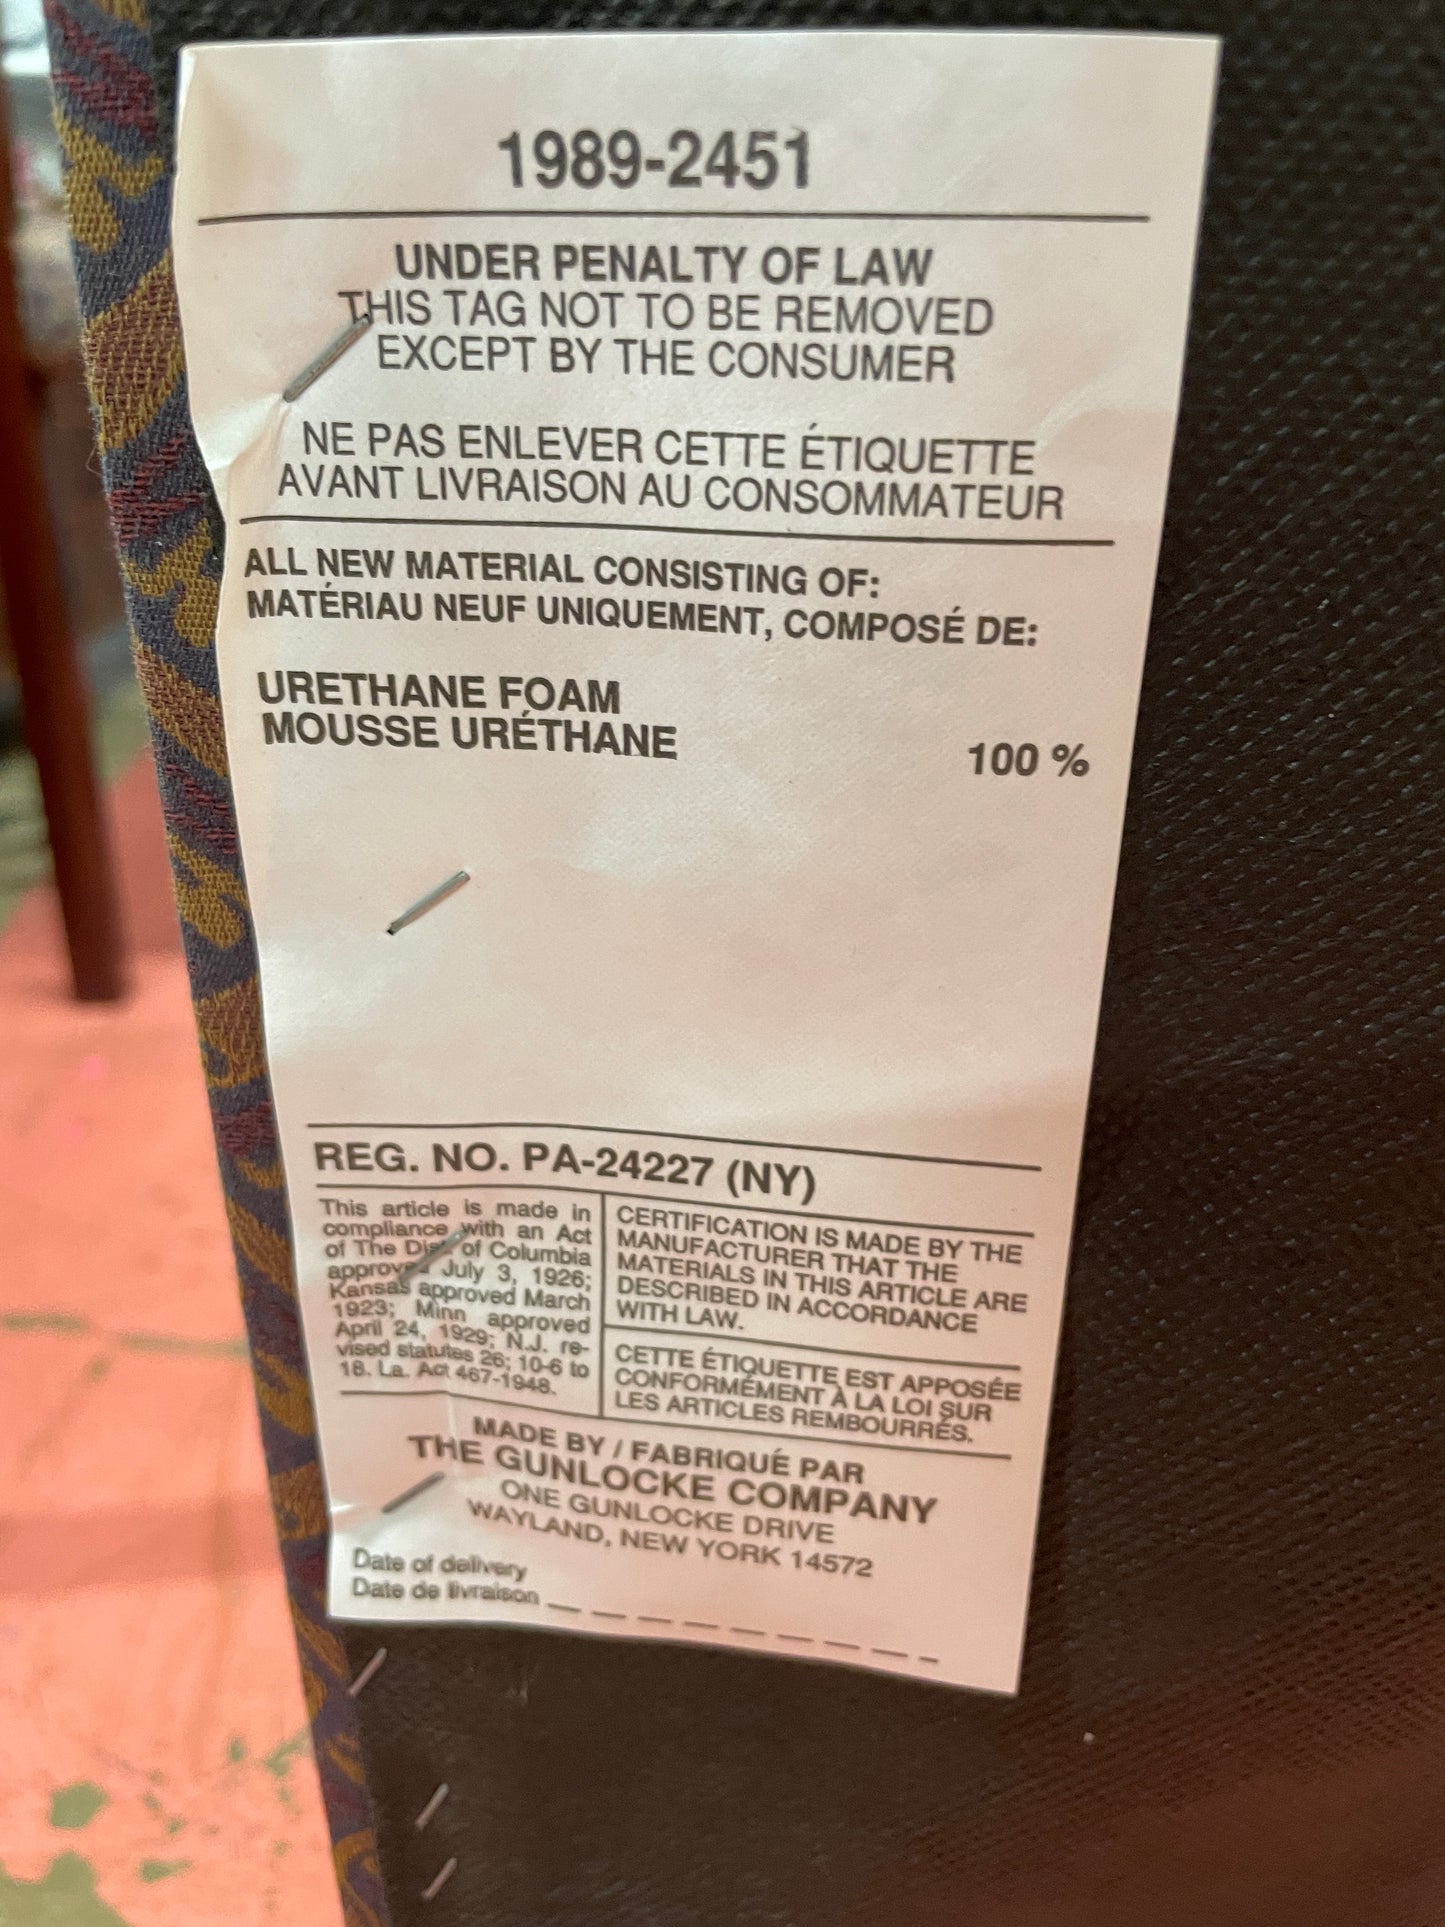 1989-2451
UNDER PENALTY OF LAW
THIS TAG NOT TO BE REMOVED
EXCEPT BY THE CONSUMER
NE PAS ENLEVER CETTE ÉTIQUETTE
AVANT LIVRAISON AU CONSOMMATEUR
ALL NEW MATERIAL CONSISTING OF:
MATÉRIAU NEUF UNIQUEMENT, COMPOSÉ DE:
URETHANE FOAM
MOUSSE URÉTHANE 100 %
REG. NO. PA-24227 (NY)
This article is made in
compliance with an Act
of The Dist of Columbia
approved July 3, 1926;
Kansas approved March
1923; Minn approved
April 24, 1929; N.J. re-
vised statutes 26; 10-6 to
18. La. Act 467-1948.
CERTIFICATION IS MADE BY THE
MANUFACTURER THAT THE
MATERIALS IN THIS ARTICLE ARE
DESCRIBED IN ACCORDANCE
WITH LAW.
CETTE ÉTIQUETTE EST APPOSÉE
CONFORMÉMENT À LA LOI SUR
LES ARTICLES REMBOURRÉS.
MADE BY / FABRIQUÉ PAR
THE GUNLOCKE COMPANY
ONE GUNLOCKE DRIVE
WAYLAND, NEW YORK 14572
Date of delivery
Date de livraison